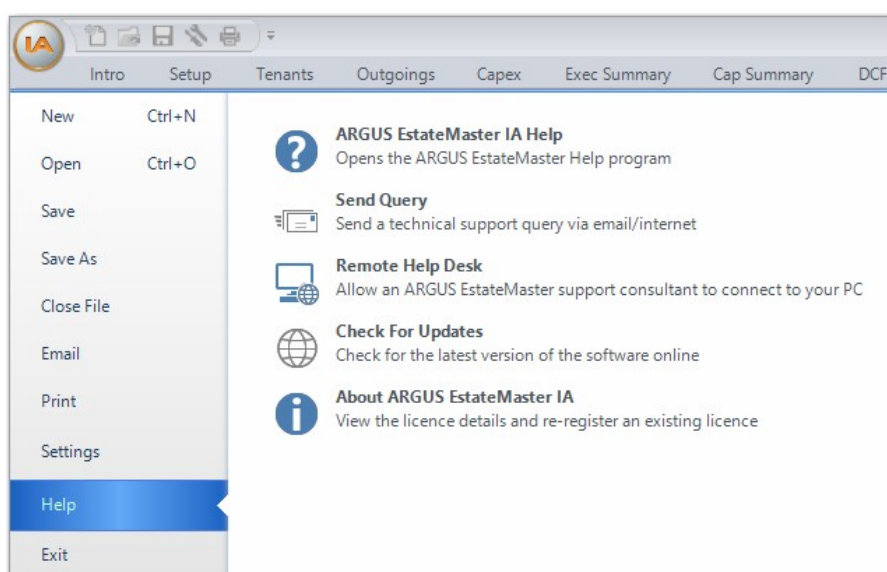 IA
Intro Setup Tenants Outgoings Capex Exec Summary Cap Summary DCF
New Ctrl+N
Open Ctrl+O
Save
Save As
Close File
Email
Print
Settings
Help
Exit
ARGUS EstateMaster IA Help
Opens the ARGUS EstateMaster Help program
Send Query
Send a technical support query via email/internet
Remote Help Desk
Allow an ARGUS EstateMaster support consultant to connect to your PC
Check For Updates
Check for the latest version of the software online
About ARGUS EstateMaster IA
View the licence details and re-register an existing licence